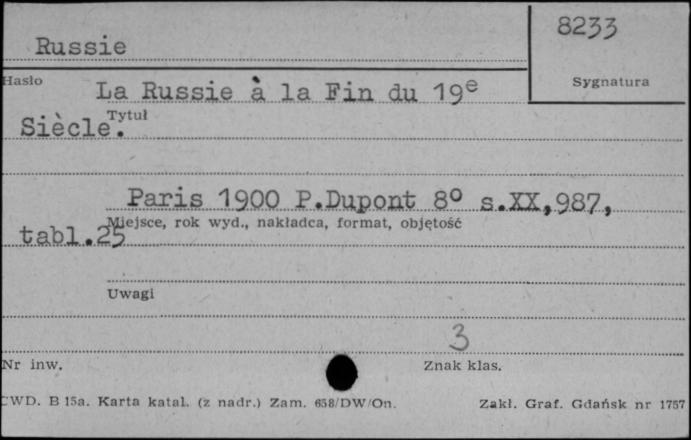 8233
Russie
Hasło
Sygnatura
La Russie à la Fin du 19e
Tytuł
Siècle.
Paris 1900 P.Dupont 8º s.XX,987,
Miejsce, rok wyd., nakładca, format, objętość
tabl.25
Uwagi
3
Nr inw.
Znak klas.
CWD. B 15a. Karta katal. (z nadr.) Zam. 658/DW/On.
Zakł. Graf. Gdańsk nr 1757